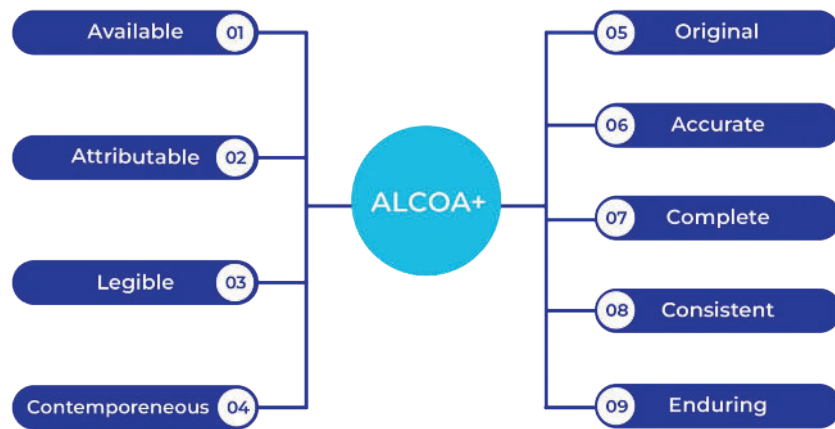 Available 01
Attributable 02
Legible 03
Contemporeneous 04
ALCOA+
05 Original
06 Accurate
07 Complete
08 Consistent
09 Enduring